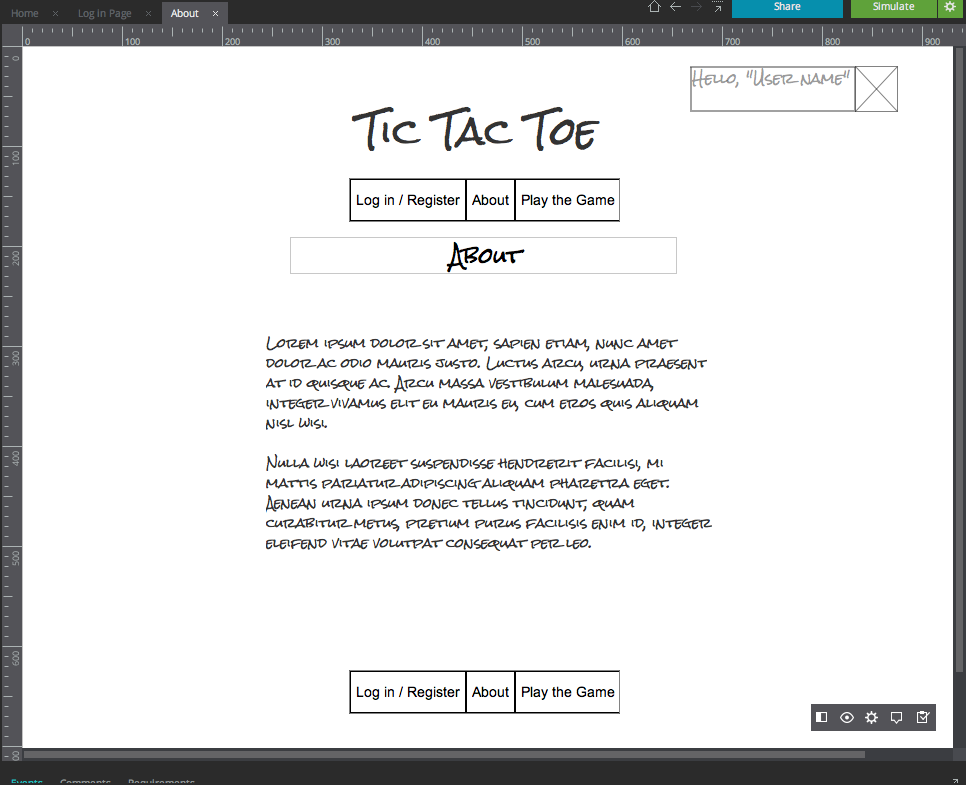 Home × Log In Page × About ×
Share Simulate
0 100 200 300 400 500 600 700 800 900
Hello, "User name"
Tic Tac Toe
Log in / Register About Play the Game
About
Lorem ipsum dolor sit amet, sapien etiam, nunc amet
dolor ac odio mauris justo. Luctus arcu, urna praesent
at id quisque ac. Arcu massa vestibulum malesuada,
integer vivamus elit eu mauris eu, cum eros quis aliquam
nisl wisi.
Nulla wisi laoreet suspendisse hendrerit facilisi, mi
mattis pariatur adipiscing aliquam pharetra eget.
Aenean urna ipsum donec tellus tincidunt, quam
curabitur metus, pretium purus facilisis enim id, integer
eleifend vitae volutpat consequat per leo.
Log in / Register About Play the Game
0
100
200
300
400
500
600
Events Comments Requirements